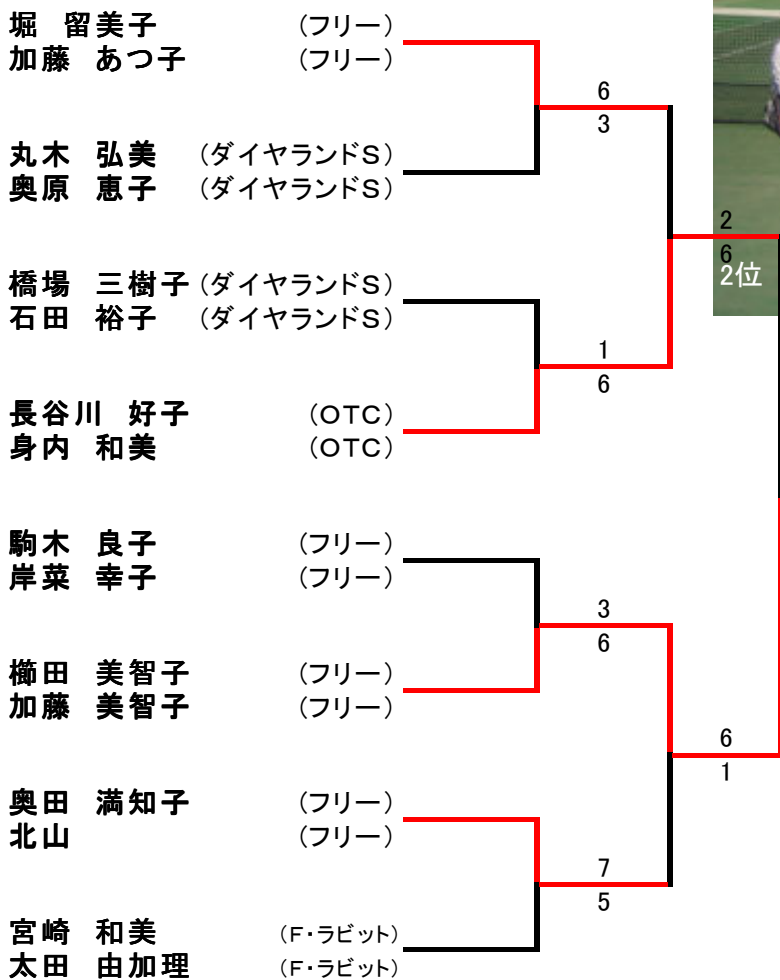 堀 留美子 (フリー)
加藤 あつ子 (フリー)
6
3
丸木 弘美 (ダイヤランドS)
奥原 恵子 (ダイヤランドS)
2
6
2位
橋場 三樹子 (ダイヤランドS)
石田 裕子 (ダイヤランドS)
1
6
長谷川 好子 (OTC)
身内 和美 (OTC)
駒木 良子 (フリー)
岸菜 幸子 (フリー)
3
6
櫛田 美智子 (フリー)
加藤 美智子 (フリー)
6
1
奥田 満知子 (フリー)
北山 (フリー)
7
5
宮崎 和美 (F・ラビット)
太田 由加理 (F・ラビット)